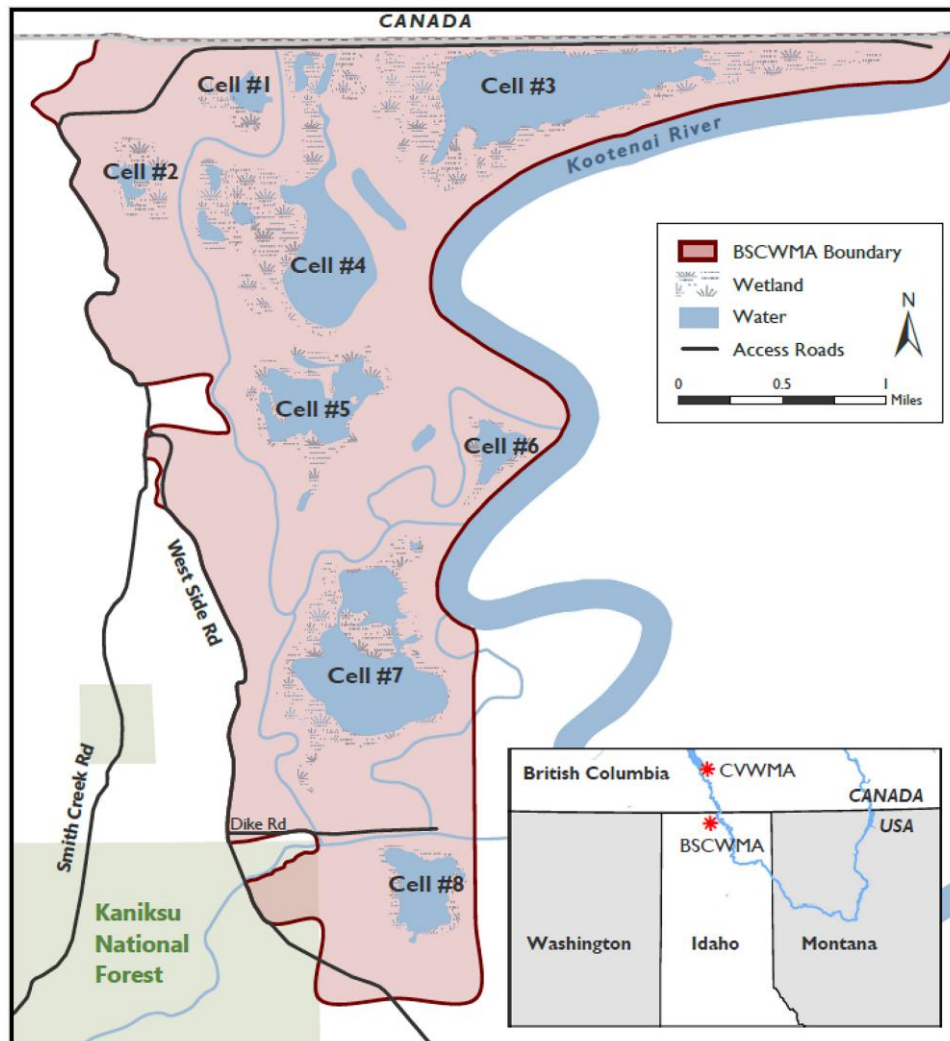 CANADA
Cell #1
Cell #3
Kootenai River
Cell #2
Cell #4
BSCWMA Boundary
Wetland
Water
Access Roads
N
0 0.5 1
Miles
Cell #5
Cell #6
West Side Rd
Cell #7
Smith Creek Rd
Dike Rd
Cell #8
Kaniksu
National
Forest
British Columbia
CVWMA
CANADA
USA
BSCWMA
Washington
Idaho
Montana